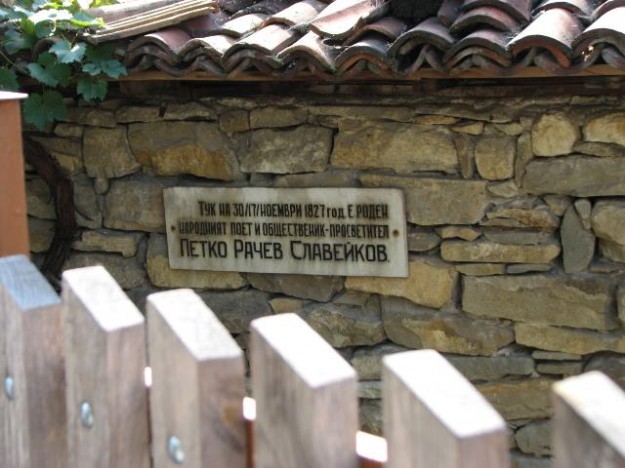 Тук на 30/17/ноември 1827 год. е роден
народният поет и общественик-просветител
Петко Рачев Славейков.